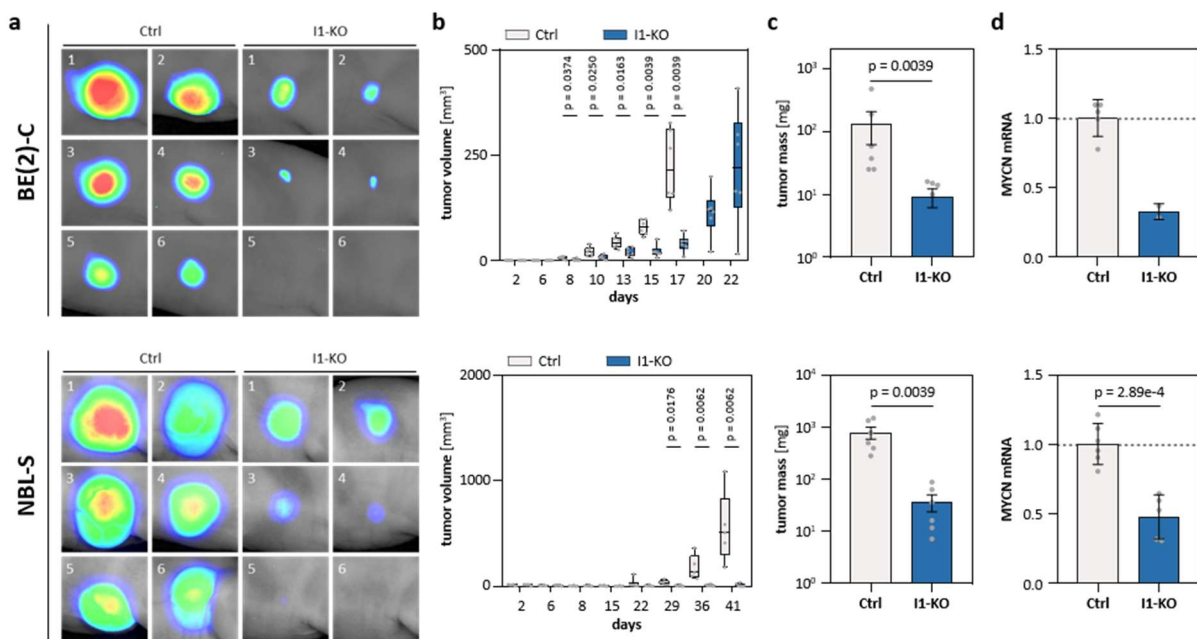 a
Ctrl
I1-KO
BE(2)-C
1 2 1 2
3 4 3 4
5 6 5 6
b
Ctrl I1-KO
tumor volume [mm³]
500
250
0
p = 0.0374
p = 0.0250
p = 0.0163
p = 0.0039
p = 0.0039
2 6 8 10 13 15 17 20 22
days
c
tumor mass [mg]
10³
10²
10¹
10⁰
p = 0.0039
Ctrl I1-KO
d
MYCN mRNA
1.5
1.0
0.5
0.0
Ctrl I1-KO
NBL-S
Ctrl
I1-KO
1 2 1 2
3 4 3 4
5 6 5 6
Ctrl I1-KO
tumor volume [mm³]
2000
1000
0
p = 0.0176
p = 0.0062
p = 0.0062
2 6 8 15 22 29 36 41
days
tumor mass [mg]
10⁴
10³
10²
10¹
10⁰
p = 0.0039
Ctrl I1-KO
MYCN mRNA
1.5
1.0
0.5
0.0
p = 2.89e-4
Ctrl I1-KO